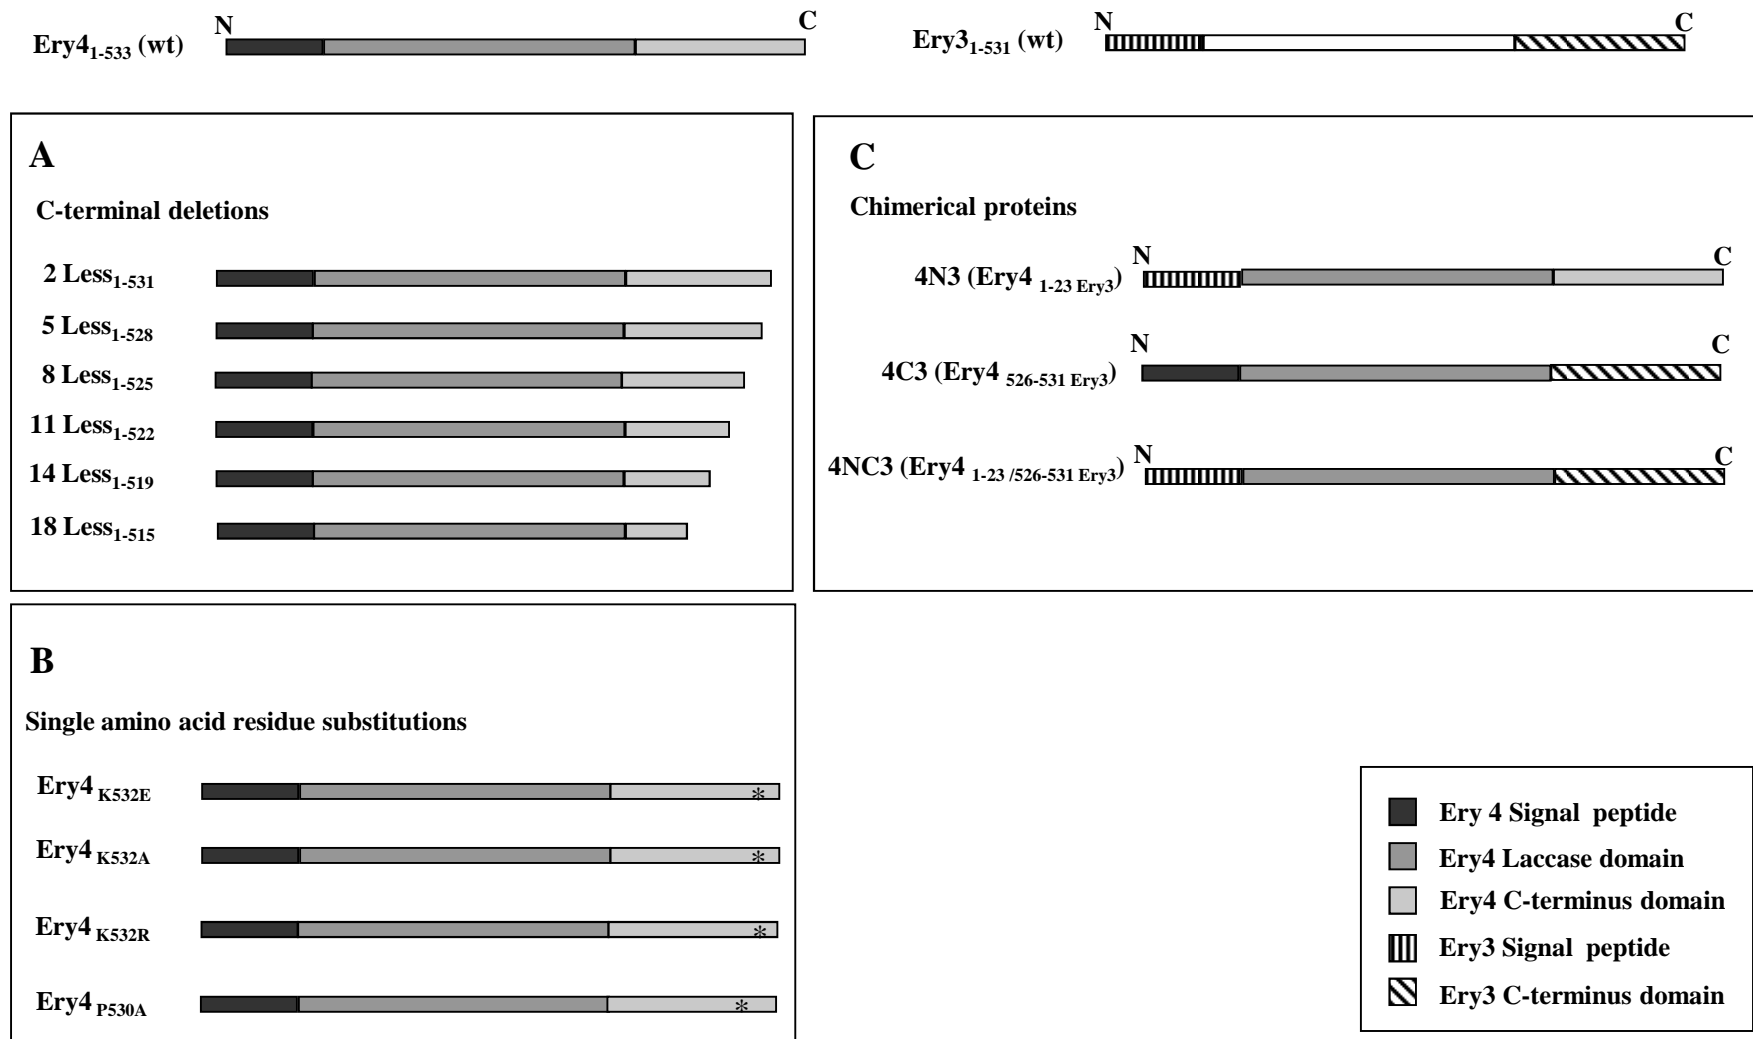 N C
Ery4₁₋₅₃₃ (wt)
N C
Ery3₁₋₅₃₁ (wt)
A
C-terminal deletions
2 Less₁₋₅₃₁
5 Less₁₋₅₂₈
8 Less₁₋₅₂₅
11 Less₁₋₅₂₂
14 Less₁₋₅₁₉
18 Less₁₋₅₁₅
B
Single amino acid residue substitutions
Ery4 K532E
*
Ery4 K532A
*
Ery4 K532R
*
Ery4 P530A
*
C
Chimerical proteins
N C
4N3 (Ery4 1-23 Ery3)
N C
4C3 (Ery4 526-531 Ery3)
N C
4NC3 (Ery4 1-23 /526-531 Ery3)
Ery 4 Signal peptide
Ery4 Laccase domain
Ery4 C-terminus domain
Ery3 Signal peptide
Ery3 C-terminus domain